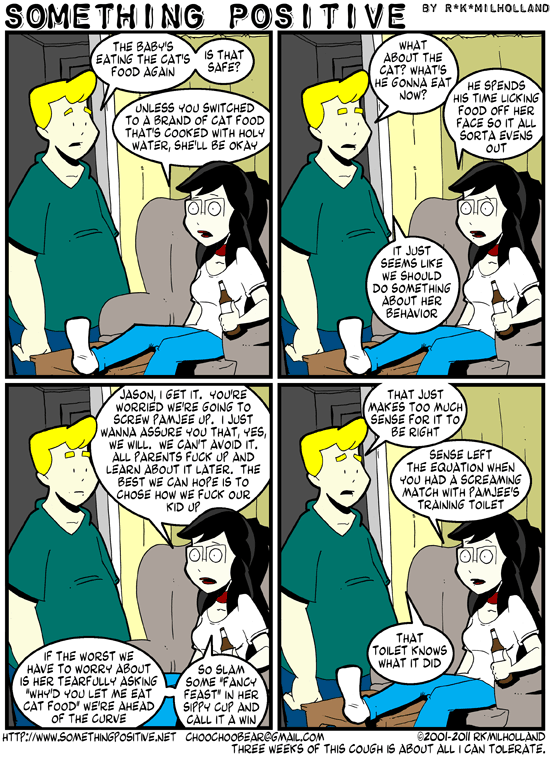 SOMETHING POSITIVE BY R*K*MILHOLLAND
THE BABY'S
EATING THE CAT'S
FOOD AGAIN
IS THAT
SAFE?
UNLESS YOU SWITCHED
TO A BRAND OF CAT FOOD
THAT'S COOKED WITH HOLY
WATER, SHE'LL BE OKAY
WHAT
ABOUT THE
CAT? WHAT'S
HE GONNA EAT
NOW?
HE SPENDS
HIS TIME LICKING
FOOD OFF HER
FACE SO IT ALL
SORTA EVENS
OUT
IT JUST
SEEMS LIKE
WE SHOULD
DO SOMETHING
ABOUT HER
BEHAVIOR
JASON, I GET IT. YOU'RE
WORRIED WE'RE GOING TO
SCREW PAMJEE UP. I JUST
WANNA ASSURE YOU THAT, YES,
WE WILL. WE CAN'T AVOID IT.
ALL PARENTS FUCK UP AND
LEARN ABOUT IT LATER. THE
BEST WE CAN HOPE IS TO
CHOSE HOW WE FUCK OUR
KID UP
IF THE WORST WE
HAVE TO WORRY ABOUT
IS HER TEARFULLY ASKING
"WHY'D YOU LET ME EAT
CAT FOOD" WE'RE AHEAD
OF THE CURVE
SO SLAM
SOME "FANCY
FEAST" IN HER
SIPPY CUP AND
CALL IT A WIN
THAT JUST
MAKES TOO MUCH
SENSE FOR IT TO
BE RIGHT
SENSE LEFT
THE EQUATION WHEN
YOU HAD A SCREAMING
MATCH WITH PAMJEE'S
TRAINING TOILET
THAT
TOILET KNOWS
WHAT IT DID
HTTP://WWW.SOMETHINGPOSITIVE.NET CHOOCHOOBEAR@GMAIL.COM ©2001-2011 RKMILHOLLAND
THREE WEEKS OF THIS COUGH IS ABOUT ALL I CAN TOLERATE.